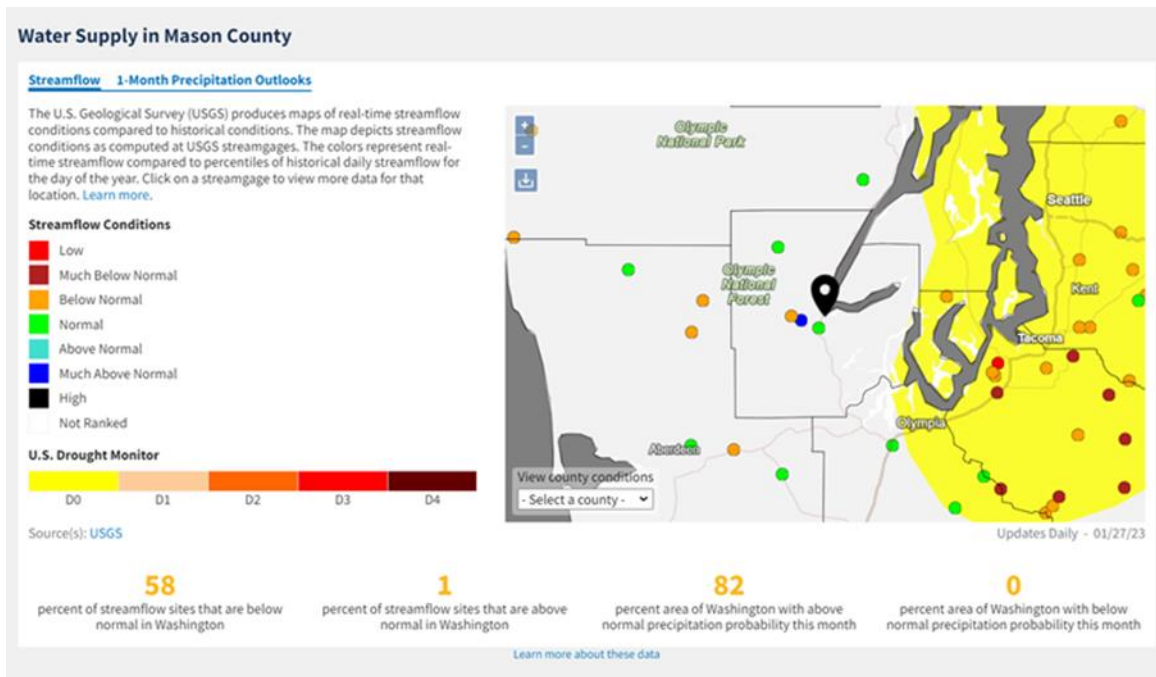 Water Supply in Mason County
Streamflow 1-Month Precipitation Outlooks
The U.S. Geological Survey (USGS) produces maps of real-time streamflow
conditions compared to historical conditions. The map depicts streamflow
conditions as computed at USGS streamgages. The colors represent real-
time streamflow compared to percentiles of historical daily streamflow for
the day of the year. Click on a streamgage to view more data for that
location. Learn more.
Streamflow Conditions
Low
Much Below Normal
Below Normal
Normal
Above Normal
Much Above Normal
High
Not Ranked
U.S. Drought Monitor
D0 D1 D2 D3 D4
Source(s): USGS
+
-
Olympic
National Park
Seattle
Olympic
National
Forest
Kent
Tacoma
Olympia
Aberdeen
View county conditions
- Select a county -
Updates Daily - 01/27/23
58
percent of streamflow sites that are below
normal in Washington
1
percent of streamflow sites that are above
normal in Washington
82
percent area of Washington with above
normal precipitation probability this month
0
percent area of Washington with below
normal precipitation probability this month
Learn more about these data